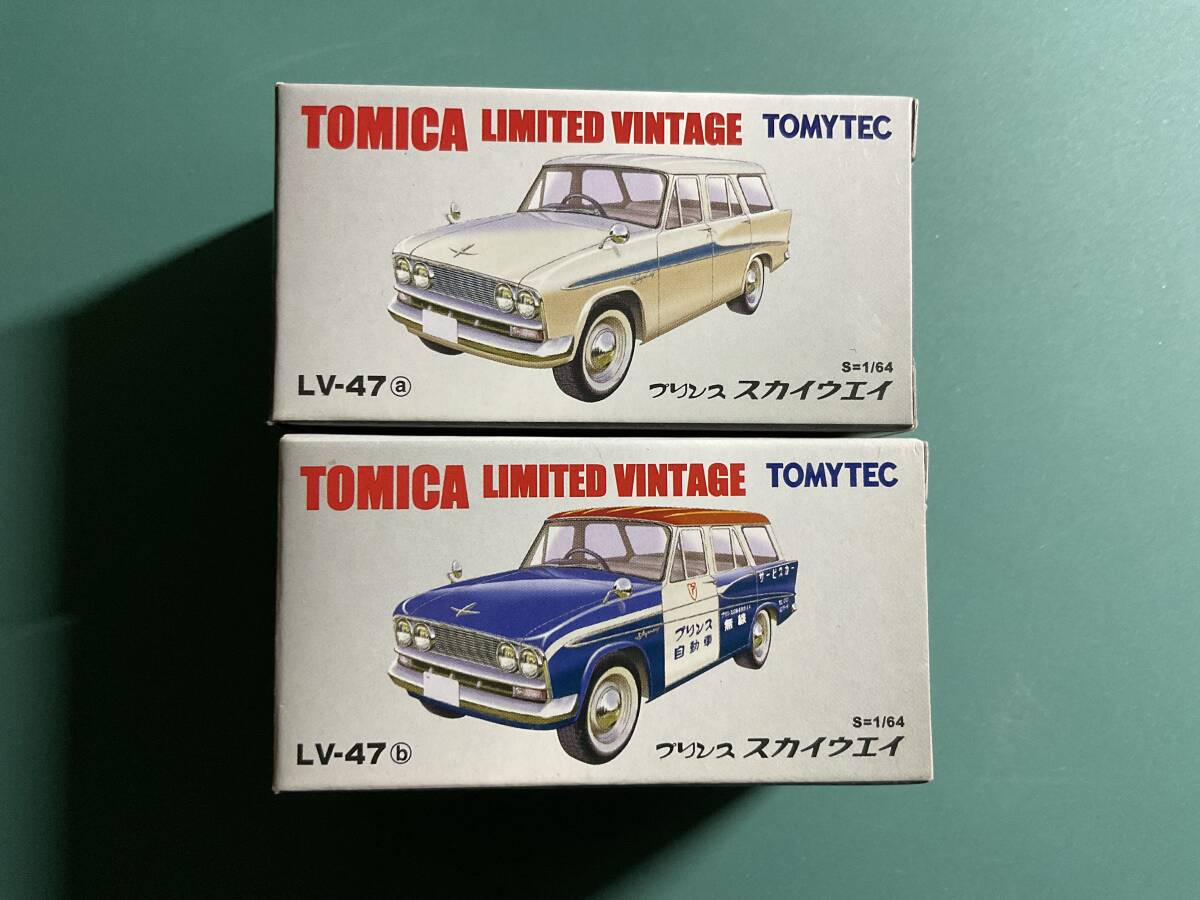 TOMICA LIMITED VINTAGE TOMYTEC
S=1/64
LV-47 ⓐ プリンス スカイウエイ
TOMICA LIMITED VINTAGE TOMYTEC
サービスカー
無線
プリンス
自動車
S=1/64
LV-47 ⓑ プリンス スカイウエイ